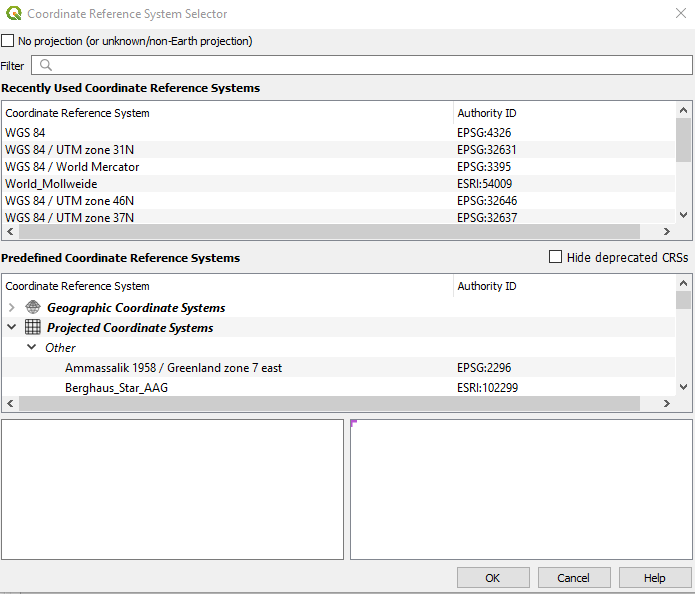 Coordinate Reference System Selector
No projection (or unknown/non-Earth projection)
Filter
Recently Used Coordinate Reference Systems
Coordinate Reference System Authority ID
WGS 84 EPSG:4326
WGS 84 / UTM zone 31N EPSG:32631
WGS 84 / World Mercator EPSG:3395
World_Mollweide ESRI:54009
WGS 84 / UTM zone 46N EPSG:32646
WGS 84 / UTM zone 37N EPSG:32637
Predefined Coordinate Reference Systems Hide deprecated CRSs
Coordinate Reference System Authority ID
Geographic Coordinate Systems
Projected Coordinate Systems
Other
Ammassalik 1958 / Greenland zone 7 east EPSG:2296
Berghaus_Star_AAG ESRI:102299
OK Cancel Help